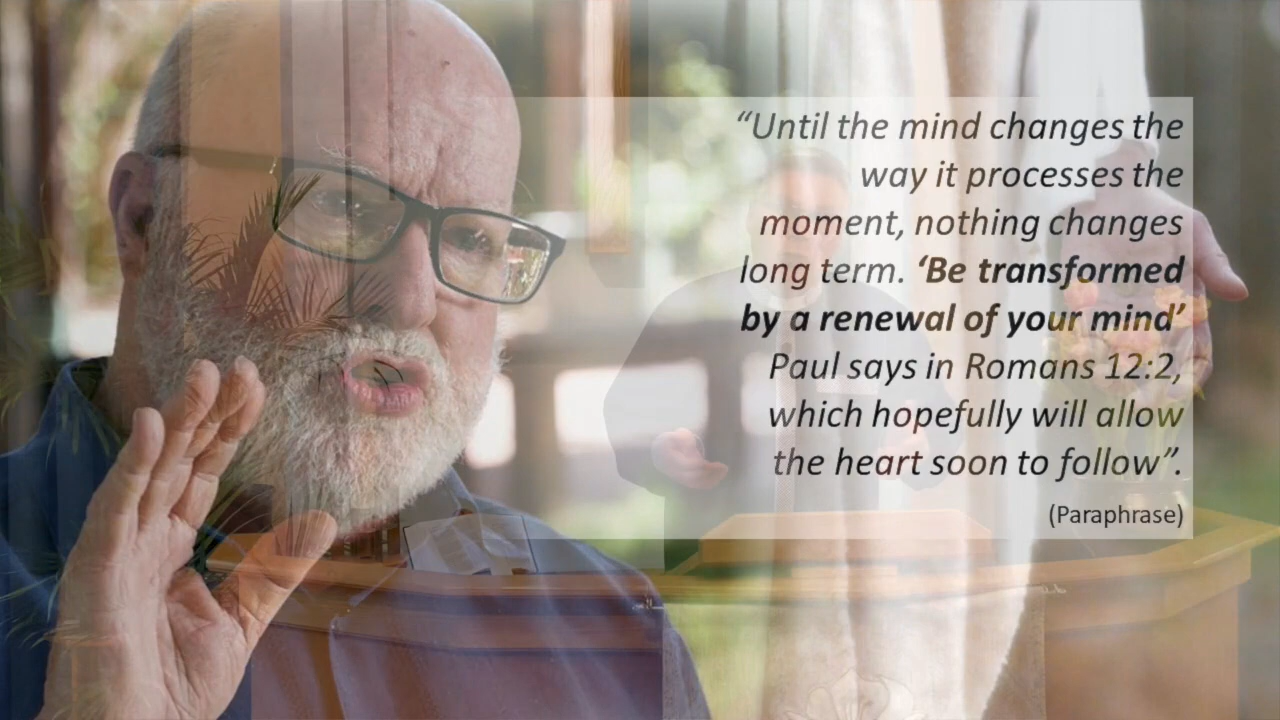 “Until the mind changes the
way it processes the
moment, nothing changes
long term. ‘Be transformed
by a renewal of your mind’
Paul says in Romans 12:2,
which hopefully will allow
the heart soon to follow”.
(Paraphrase)